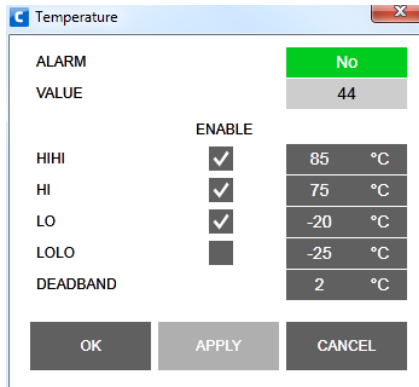 C Temperature X
ALARM No
VALUE 44
ENABLE
HIHI 85 °C
HI 75 °C
LO -20 °C
LOLO -25 °C
DEADBAND 2 °C
OK APPLY CANCEL